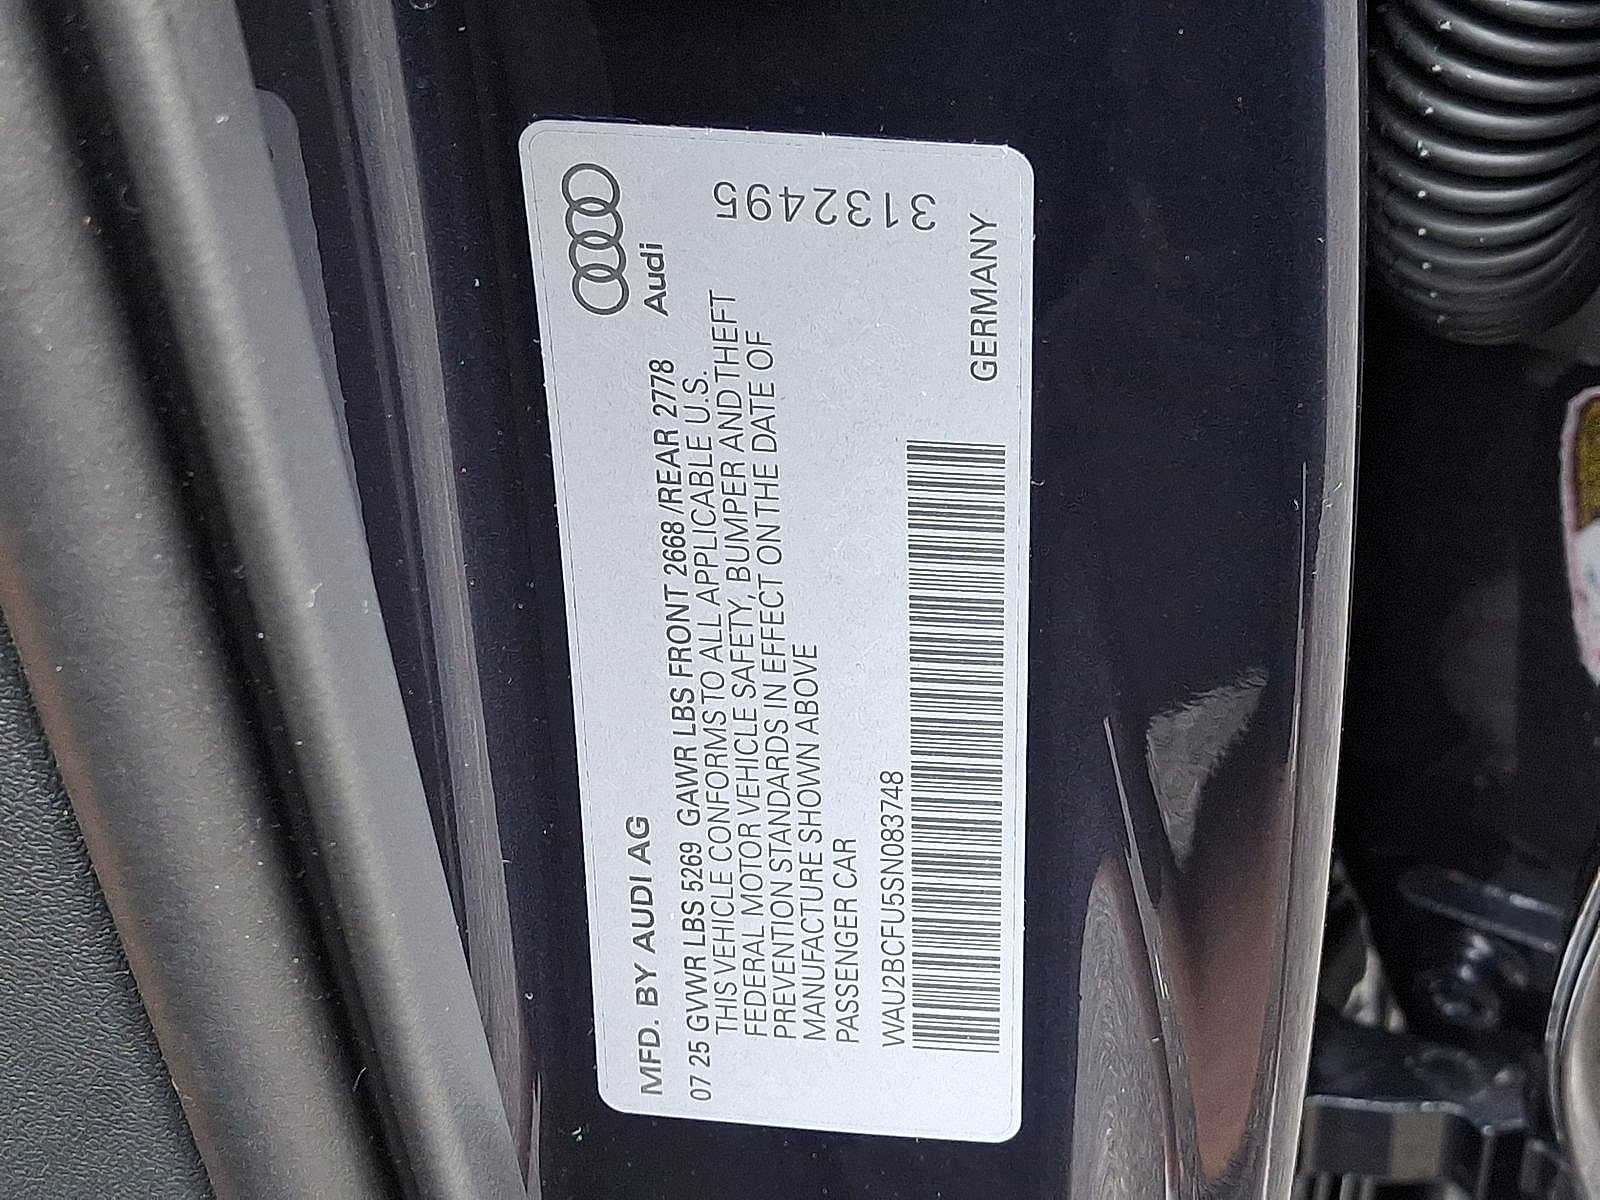 MFD. BY AUDI AG
Audi
07 25 GVWR LBS 5269 GAWR LBS FRONT 2668 /REAR 2778
THIS VEHICLE CONFORMS TO ALL APPLICABLE U.S.
FEDERAL MOTOR VEHICLE SAFETY, BUMPER AND THEFT
PREVENTION STANDARDS IN EFFECT ON THE DATE OF
MANUFACTURE SHOWN ABOVE
PASSENGER CAR
3132495
WAU2BCFU5SN083748
GERMANY